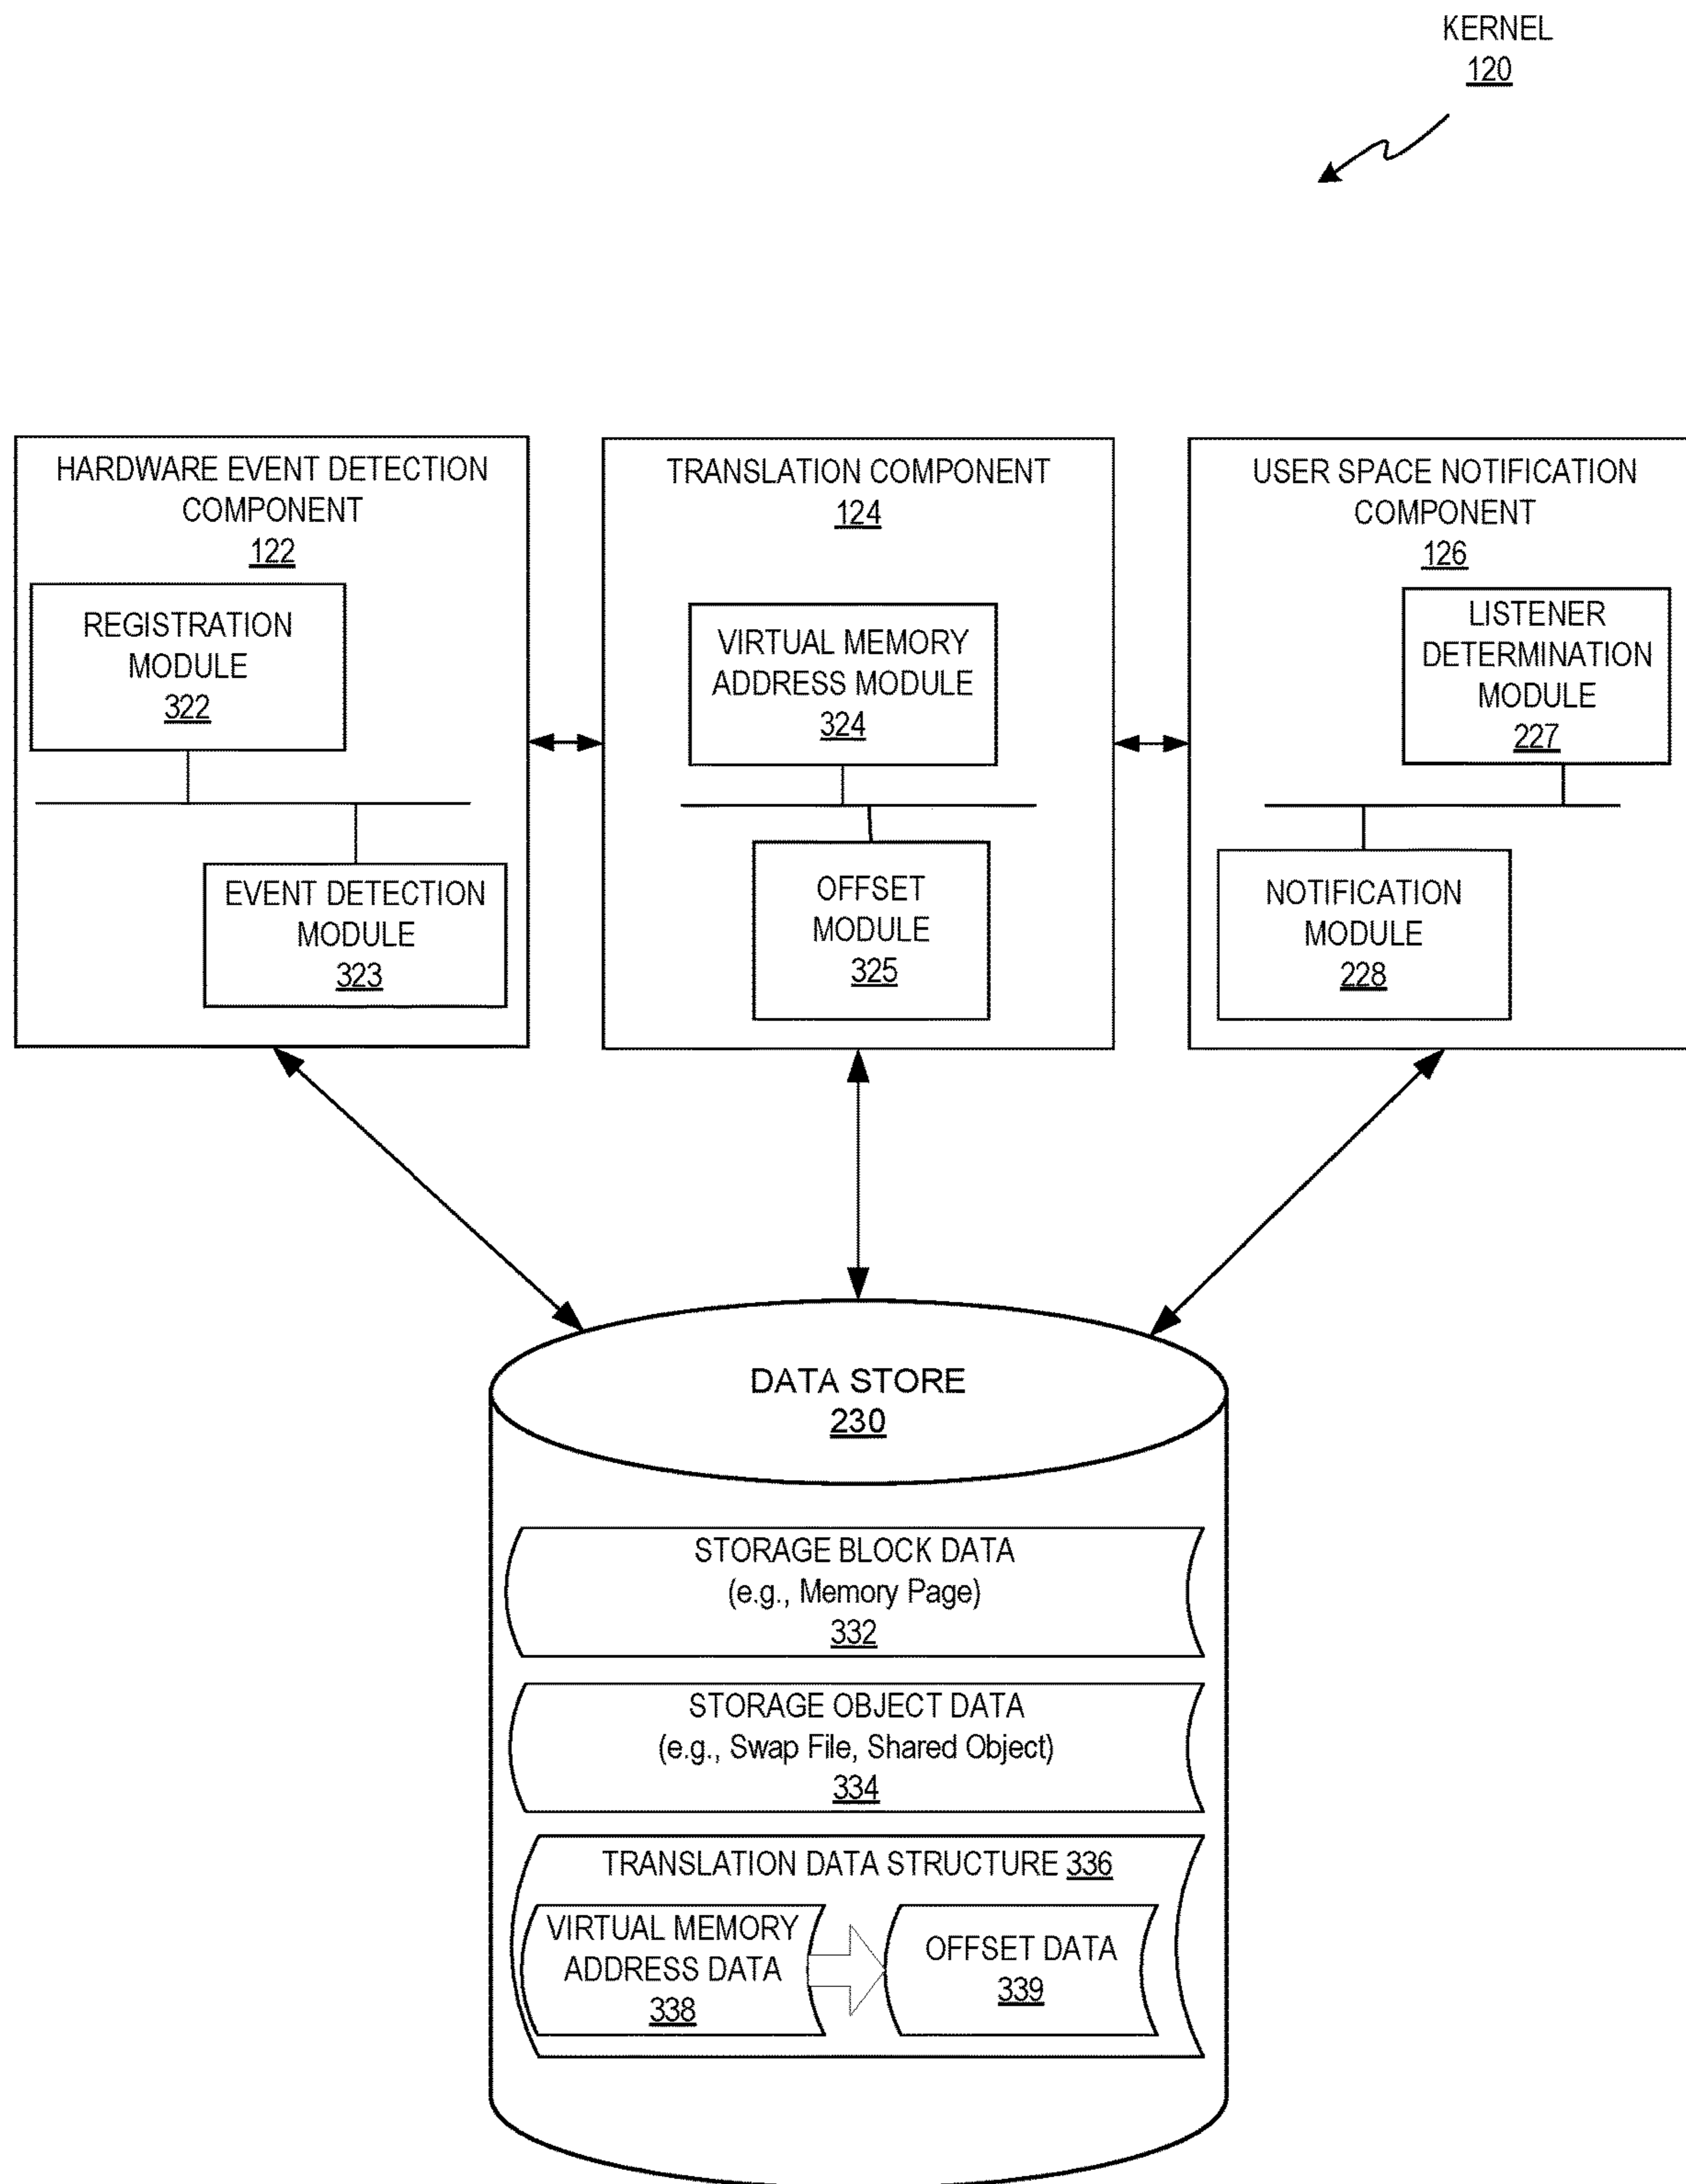 KERNEL
120
HARDWARE EVENT DETECTION
COMPONENT
122
REGISTRATION
MODULE
322
EVENT DETECTION
MODULE
323
TRANSLATION COMPONENT
124
VIRTUAL MEMORY
ADDRESS MODULE
324
OFFSET
MODULE
325
USER SPACE NOTIFICATION
COMPONENT
126
LISTENER
DETERMINATION
MODULE
227
NOTIFICATION
MODULE
228
DATA STORE
230
STORAGE BLOCK DATA
(e.g., Memory Page)
332
STORAGE OBJECT DATA
(e.g., Swap File, Shared Object)
334
TRANSLATION DATA STRUCTURE 336
VIRTUAL MEMORY
ADDRESS DATA
338
OFFSET DATA
339